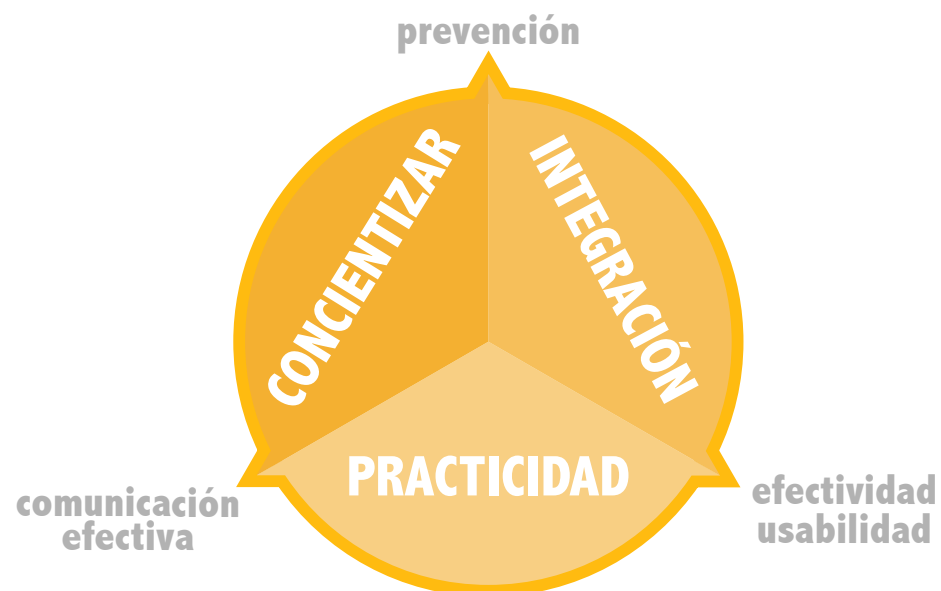 prevención
CONCIENTIZAR
INTEGRACIÓN
PRACTICIDAD
comunicación
efectiva
efectividad
usabilidad